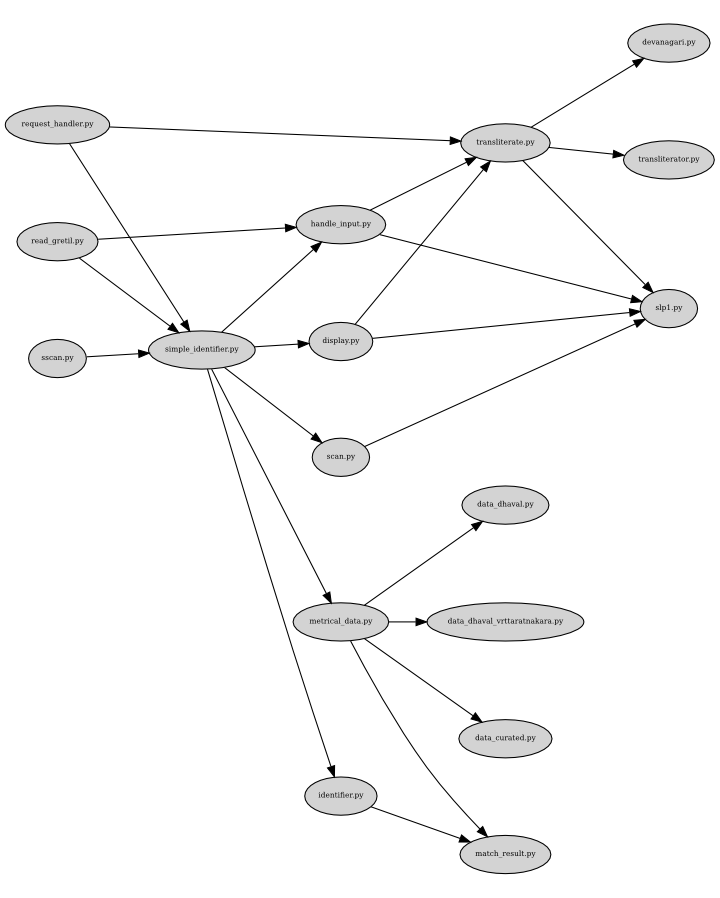 devanagari.py
request_handler.py
transliterate.py
transliterator.py
handle_input.py
read_gretil.py
slp1.py
display.py
simple_identifier.py
sscan.py
scan.py
data_dhaval.py
metrical_data.py
data_dhaval_vrttaratnakara.py
data_curated.py
identifier.py
match_result.py